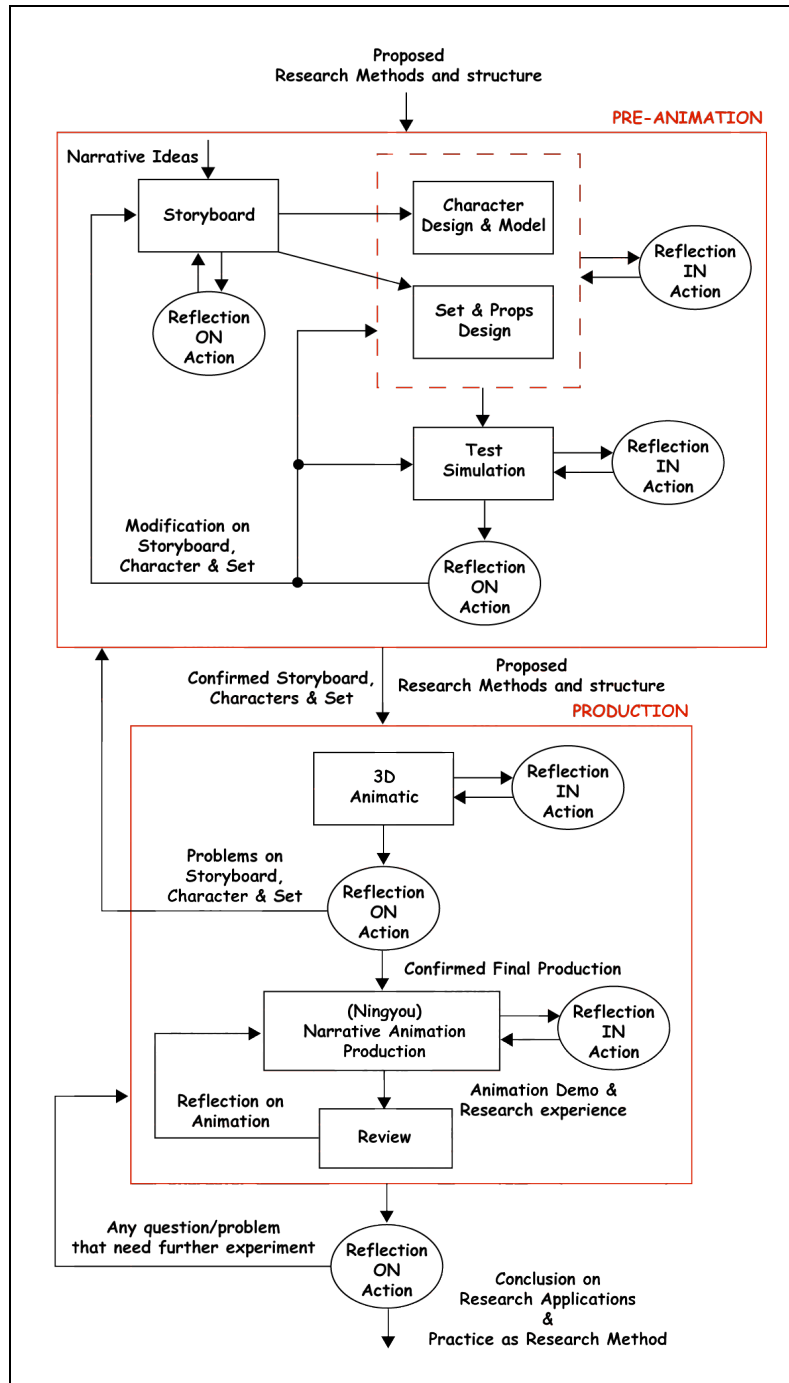 Proposed
Research Methods and structure
PRE-ANIMATION
Narrative Ideas
Storyboard
Character
Design & Model
Reflection
IN
Action
Reflection
ON
Action
Set & Props
Design
Test
Simulation
Reflection
IN
Action
Modification on
Storyboard,
Character & Set
Reflection
ON
Action
Confirmed Storyboard,
Characters & Set
Proposed
Research Methods and structure
PRODUCTION
3D
Animatic
Reflection
IN
Action
Problems on
Storyboard,
Character & Set
Reflection
ON
Action
Confirmed Final Production
(Ningyou)
Narrative Animation
Production
Reflection
IN
Action
Reflection on
Animation
Animation Demo &
Research experience
Review
Any question/problem
that need further experiment
Reflection
ON
Action
Conclusion on
Research Applications
&
Practice as Research Method